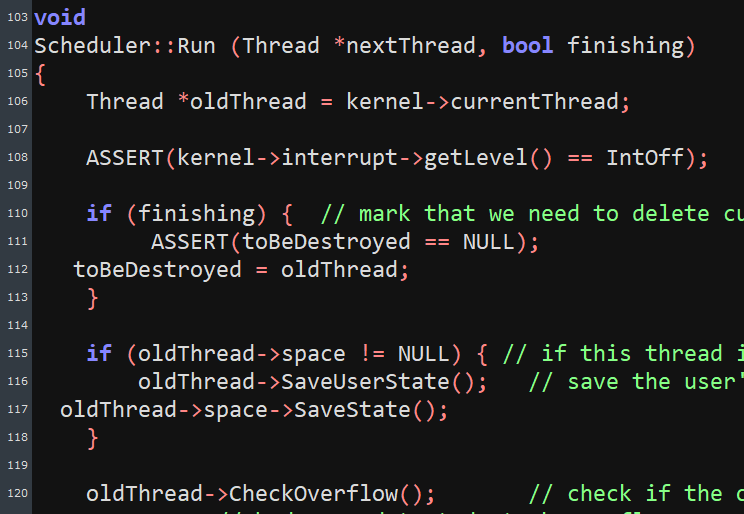 103 void
104 Scheduler::Run (Thread *nextThread, bool finishing)
105 {
106     Thread *oldThread = kernel->currentThread;
107
108     ASSERT(kernel->interrupt->getLevel() == IntOff);
109
110     if (finishing) {  // mark that we need to delete cu
111          ASSERT(toBeDestroyed == NULL);
112    toBeDestroyed = oldThread;
113     }
114
115     if (oldThread->space != NULL) { // if this thread i
116         oldThread->SaveUserState();   // save the user'
117   oldThread->space->SaveState();
118     }
119
120     oldThread->CheckOverflow();       // check if the o